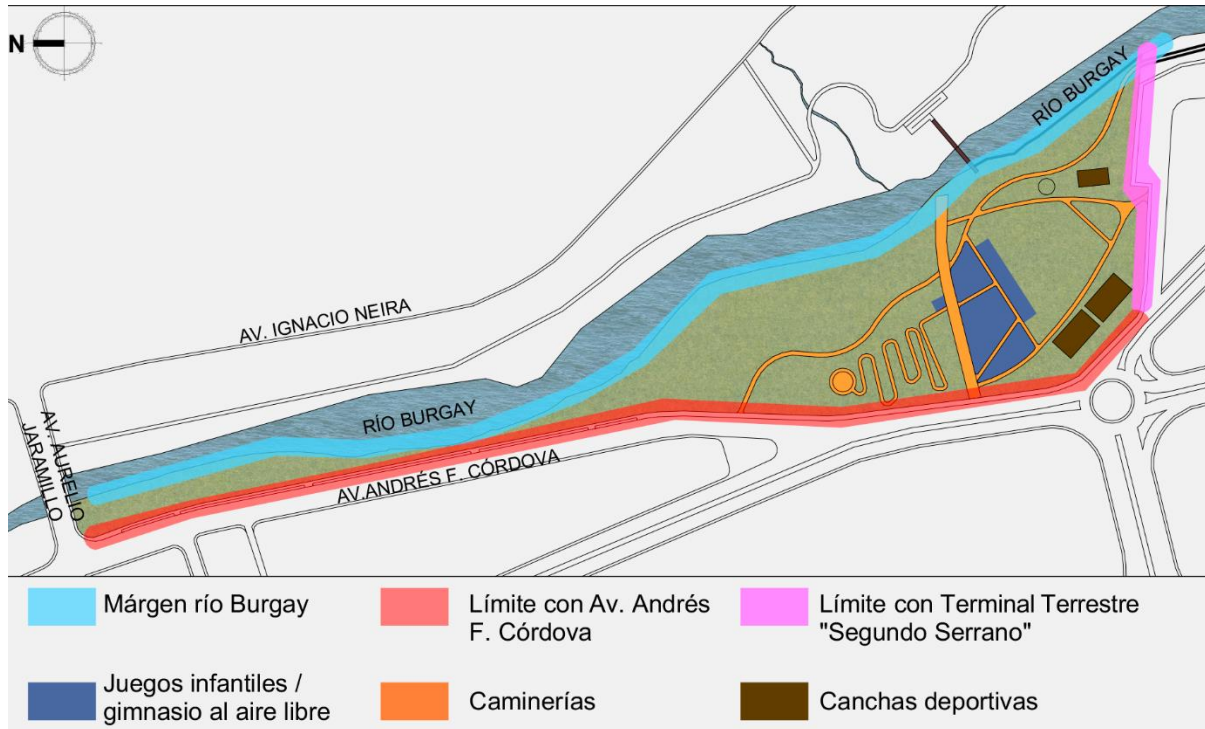 N
RÍO BURGAY
AV. IGNACIO NEIRA
RÍO BURGAY
AV. AURELIO
JARAMILLO
AV.ANDRÉS F. CÓRDOVA
Márgen río Burgay
Límite con Av. Andrés
F. Córdova
Límite con Terminal Terrestre
"Segundo Serrano"
Juegos infantiles /
gimnasio al aire libre
Caminerías
Canchas deportivas